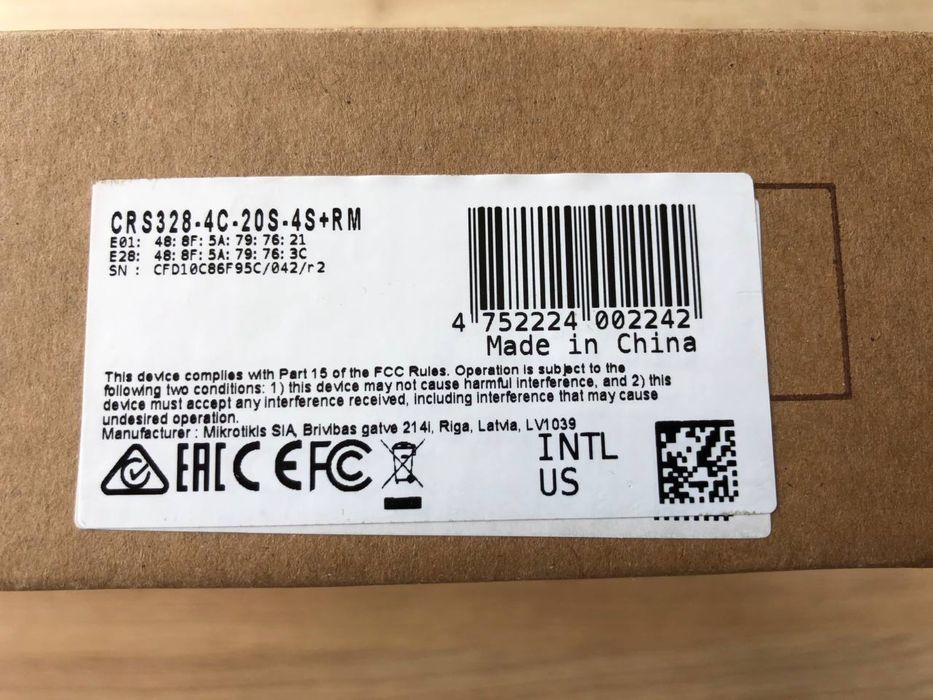 CRS328-4C-20S-4S+RM
E01: 48:8F:5A:79:76:21
E28: 48:8F:5A:79:76:3C
SN : CFD10C86F95C/042/r2
4 752224 002242
Made in China
This device complies with Part 15 of the FCC Rules. Operation is subject to the
following two conditions: 1) this device may not cause harmful interference, and 2) this
device must accept any interference received, including interference that may cause
undesired operation.
Manufacturer : Mikrotikls SIA, Brivibas gatve 214i, Riga, Latvia, LV1039
EAC CE FC
INTL
US